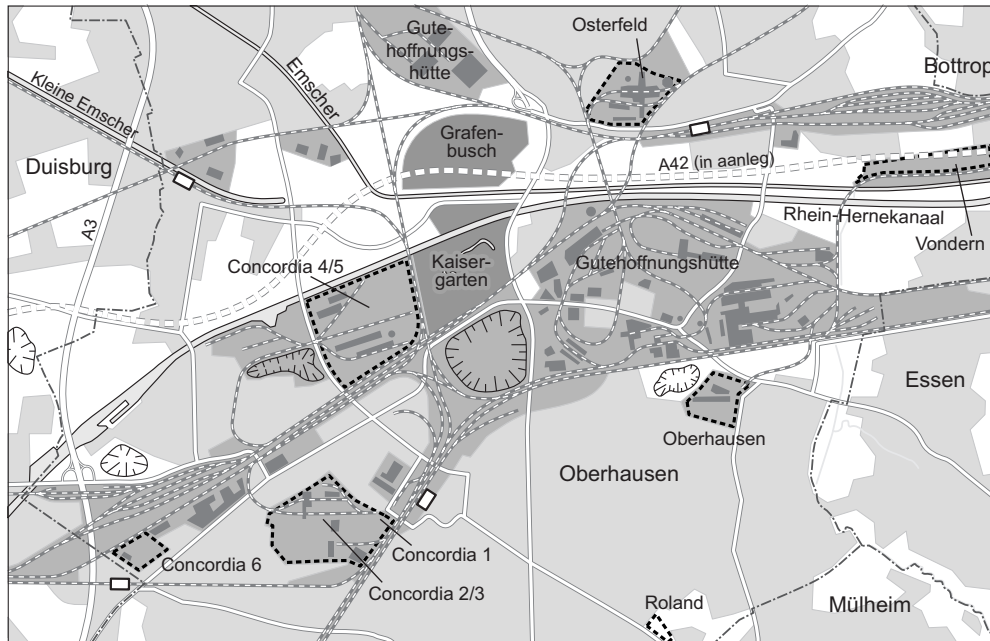 Gute-
hoffnungs-
hütte
Osterfeld
Bottrop
Kleine Emscher
Emscher
Grafen-
busch
Duisburg
A42 (in aanleg)
A3
Rhein-Hernekanaal
Vondern
Concordia 4/5
Kaiser-
gärten
Gutehoffnungshütte
Essen
Oberhausen
Oberhausen
Concordia 1
Concordia 6
Concordia 2/3
Roland
Mülheim